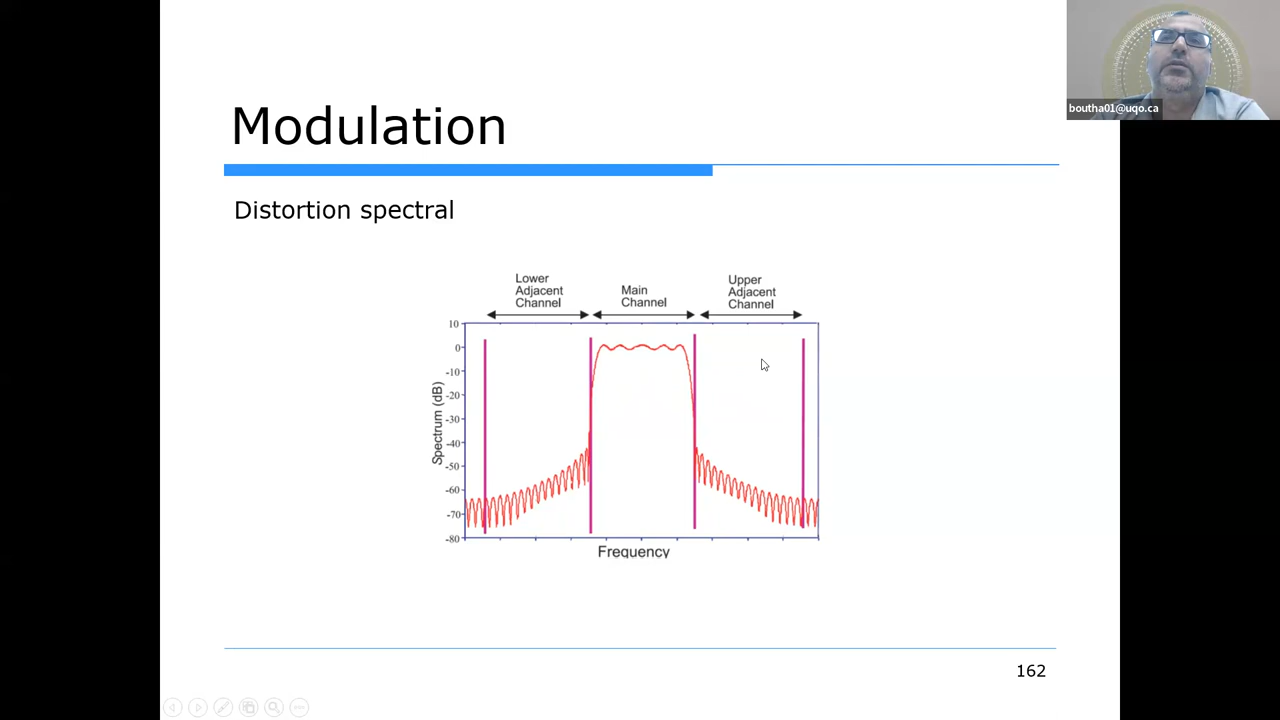 boutha01@uqo.ca
Modulation
Distortion spectral
Lower
Adjacent
Channel
Main
Channel
Upper
Adjacent
Channel
10
0
-10
-20
-30
-40
-50
-60
-70
-80
Spectrum (dB)
Frequency
162